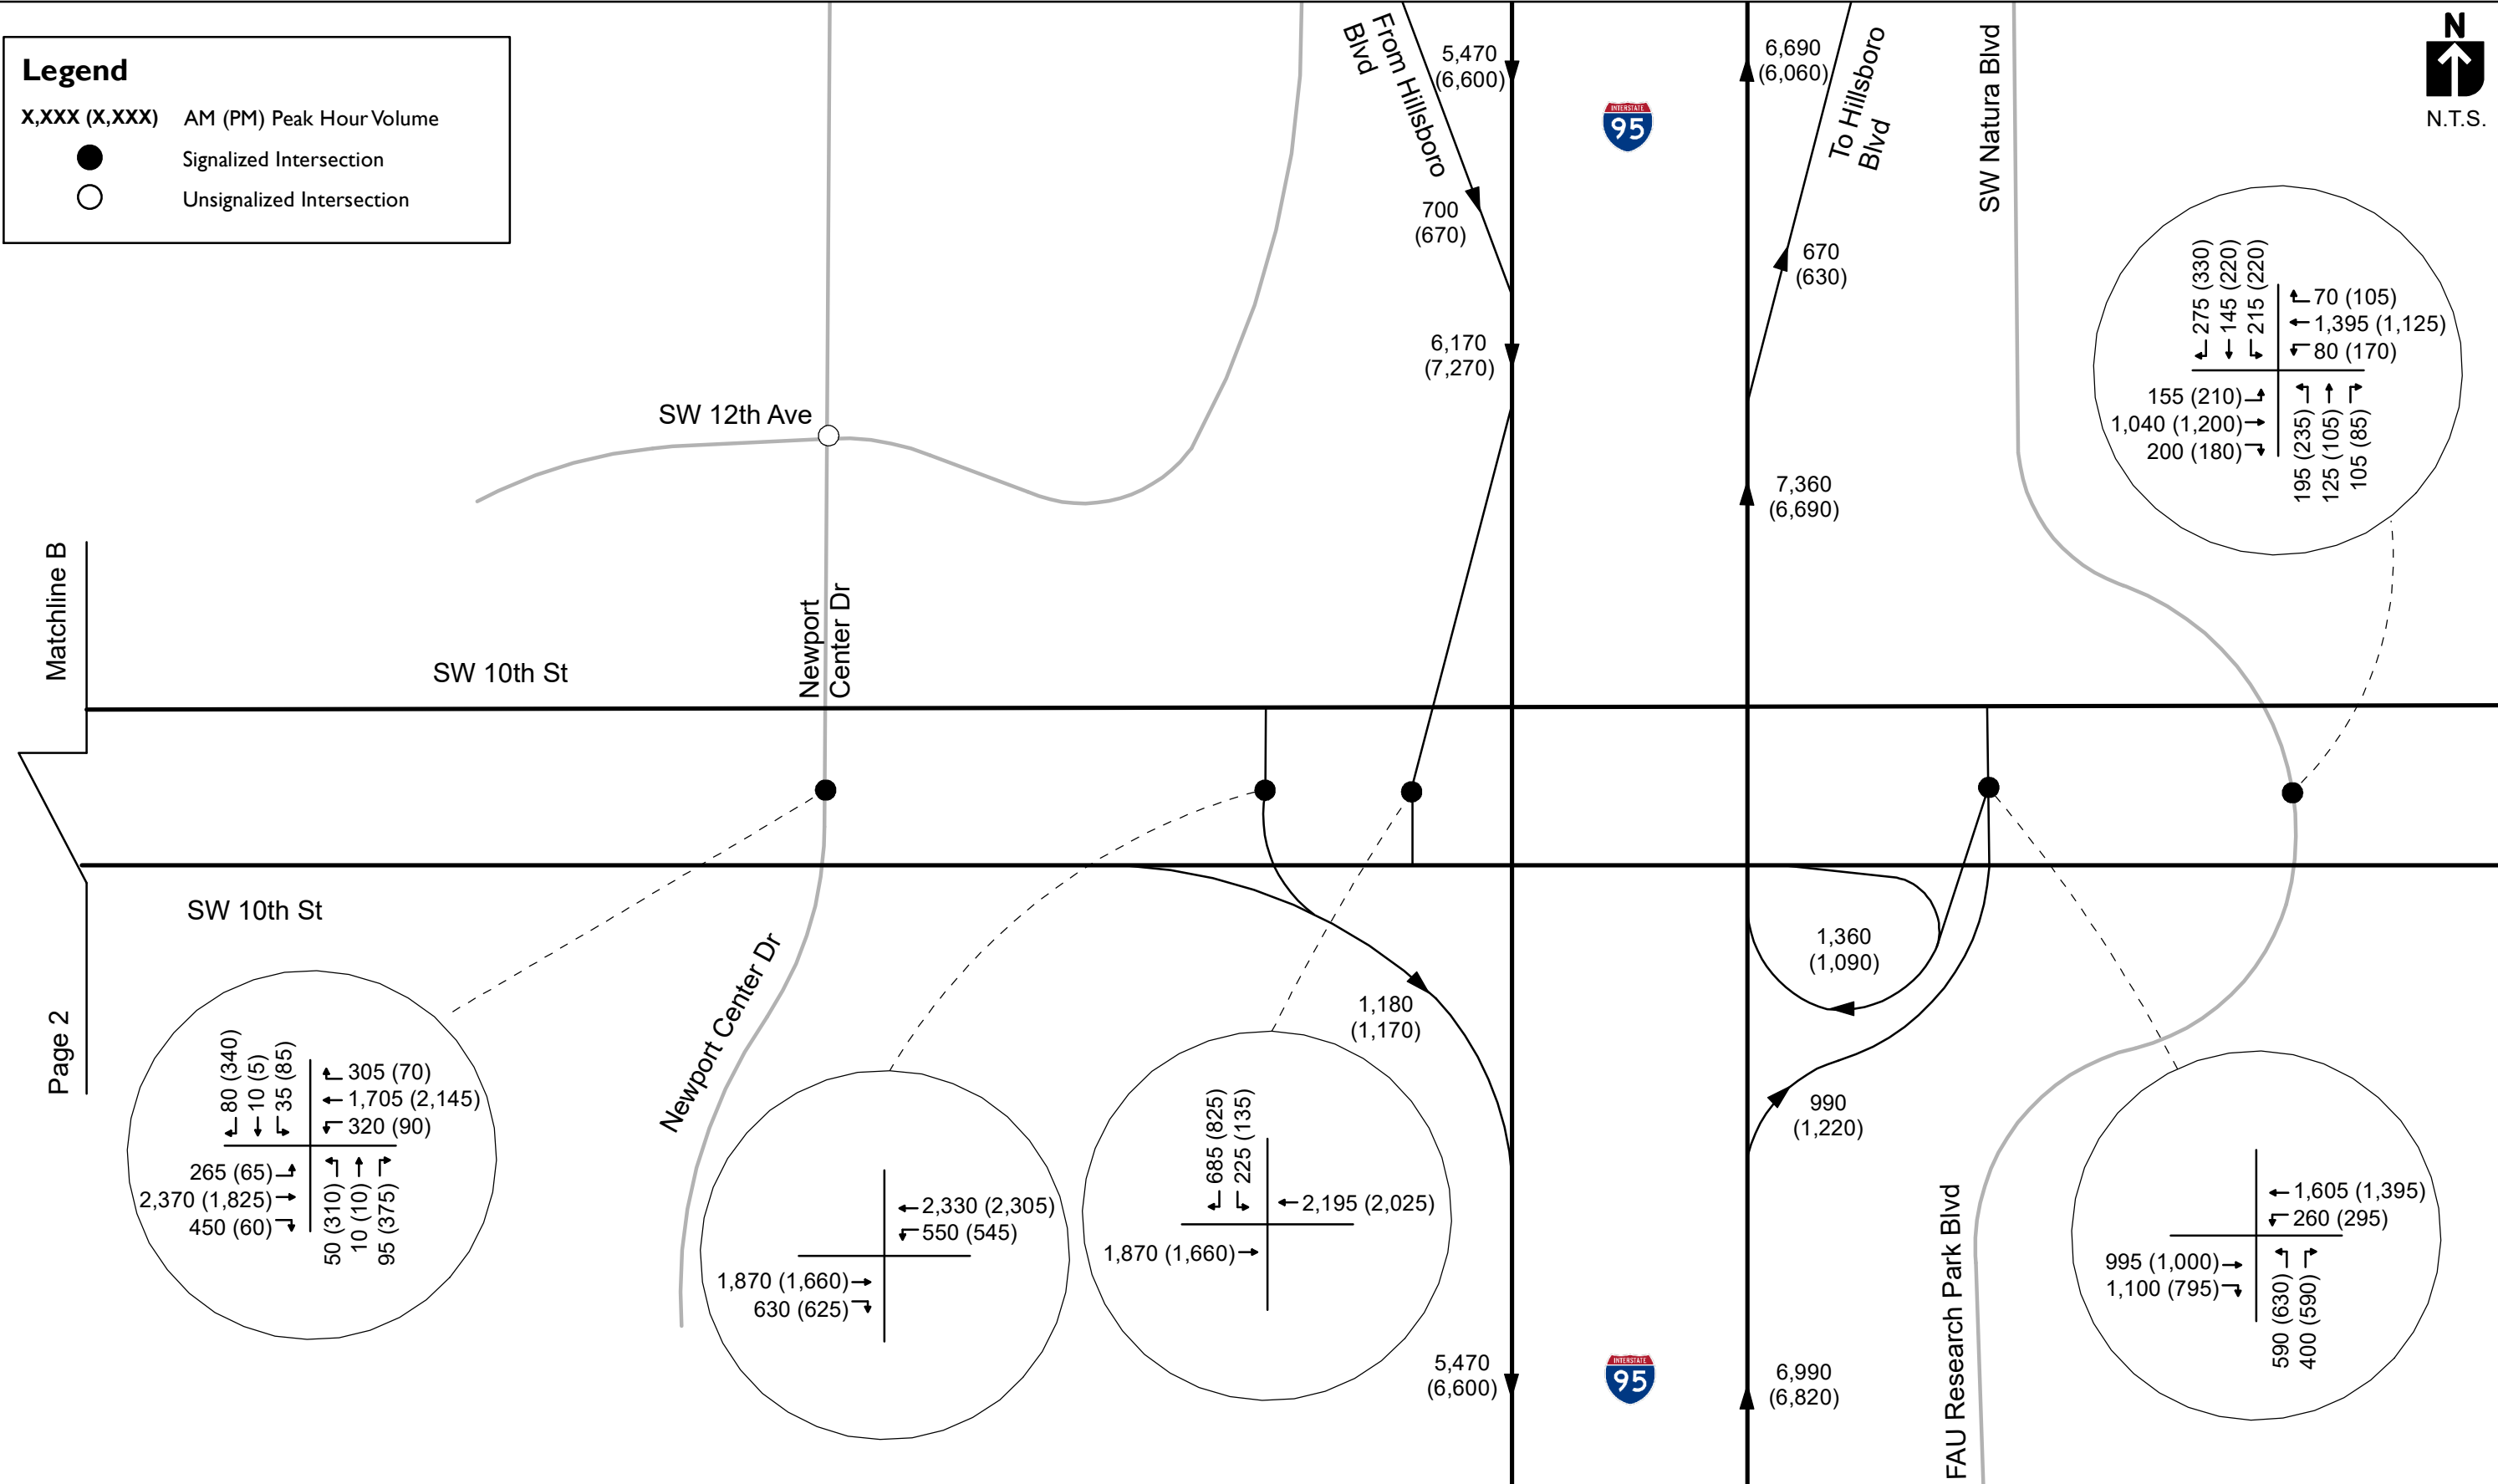 Legend
X,XXX (X,XXX) AM (PM) Peak Hour Volume
Signalized Intersection
Unsignalized Intersection
From Hillsboro
Blvd
5,470
(6,600)
INTERSTATE
95
6,690
(6,060)
To Hillsboro
Blvd
SW Natura Blvd
N
N.T.S.
700
(670)
670
(630)
6,170
(7,270)
7,360
(6,690)
275 (330)
145 (220)
215 (220)
70 (105)
1,395 (1,125)
80 (170)
155 (210)
1,040 (1,200)
200 (180)
195 (235)
125 (105)
105 (85)
SW 12th Ave
Matchline B
Newport
Center Dr
SW 10th St
SW 10th St
Page 2
Newport Center Dr
1,180
(1,170)
1,360
(1,090)
990
(1,220)
80 (340)
10 (5)
35 (85)
305 (70)
1,705 (2,145)
320 (90)
265 (65)
2,370 (1,825)
450 (60)
50 (310)
10 (10)
95 (375)
2,330 (2,305)
550 (545)
1,870 (1,660)
630 (625)
685 (825)
225 (135)
2,195 (2,025)
1,870 (1,660)
5,470
(6,600)
INTERSTATE
95
6,990
(6,820)
FAU Research Park Blvd
1,605 (1,395)
260 (295)
995 (1,000)
1,100 (795)
590 (630)
400 (590)